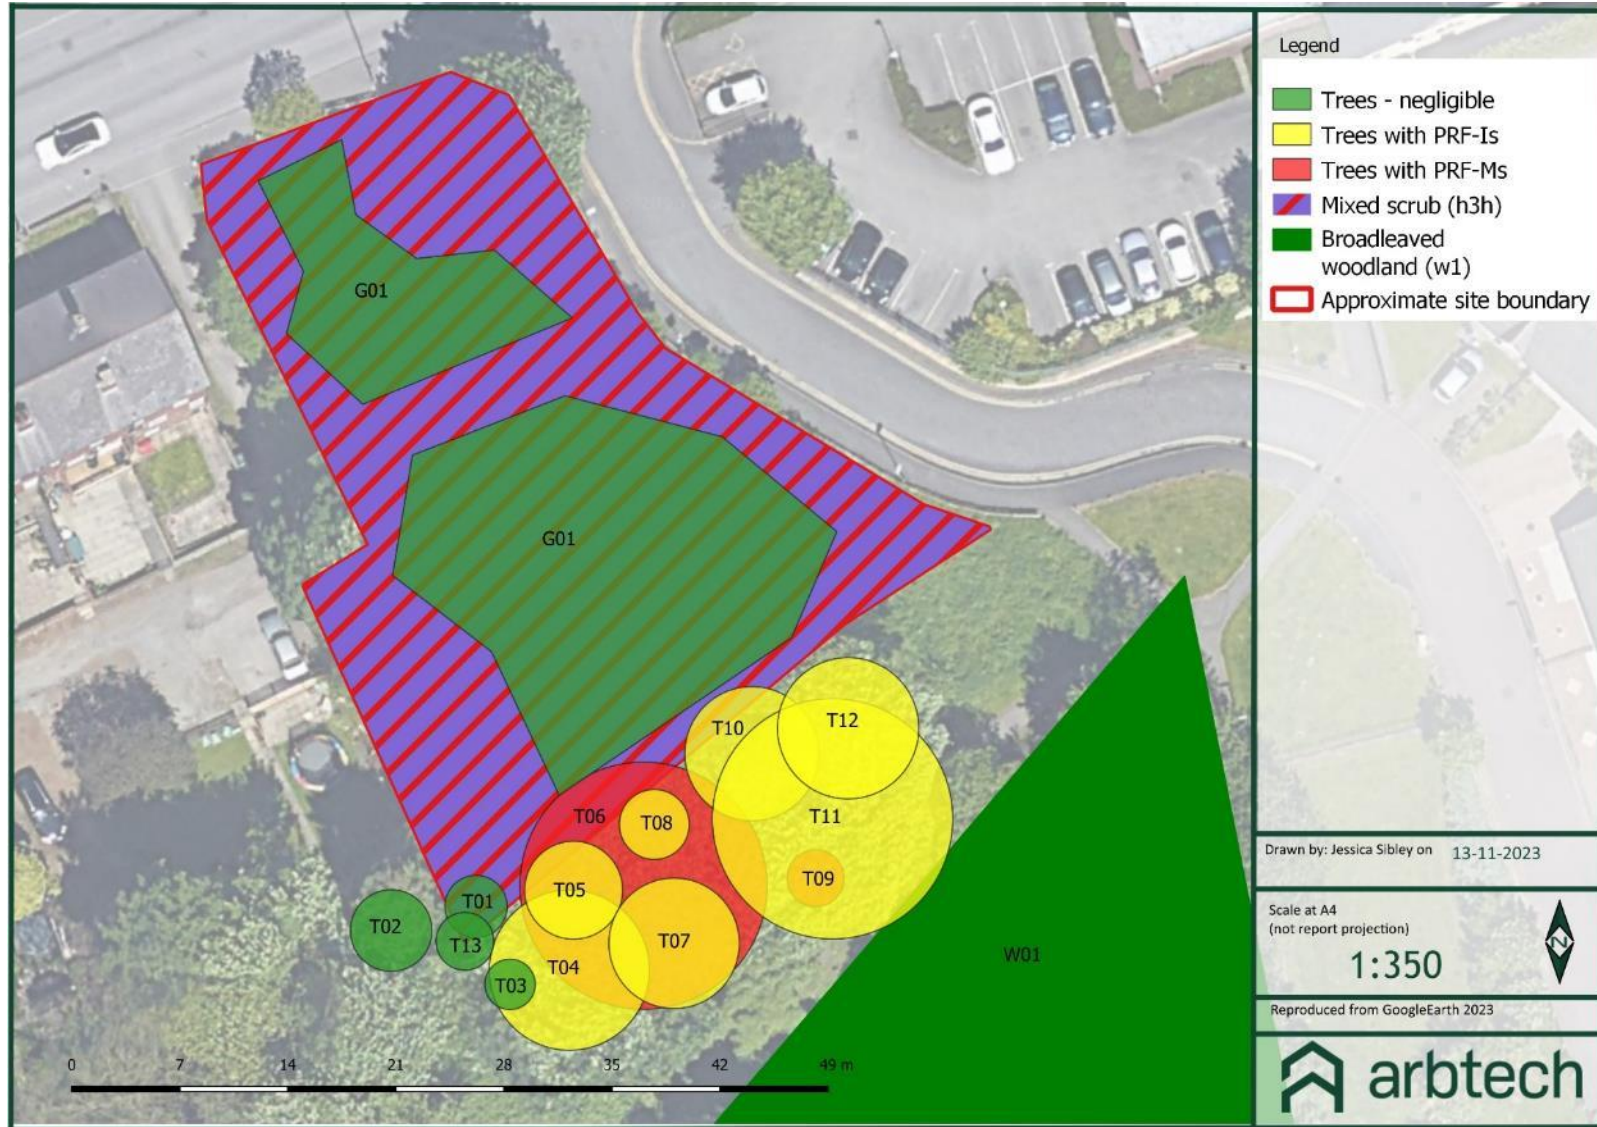 Legend
Trees - negligible
Trees with PRF-Is
Trees with PRF-Ms
Mixed scrub (h3h)
Broadleaved
woodland (w1)
Approximate site boundary
G01
G01
T12
T10
T11
T06
T08
T09
T05
T01
T02
T07
T13
T04
T03
W01
0 7 14 21 28 35 42 49 m
Drawn by: Jessica Sibley on 13-11-2023
Scale at A4
(not report projection)
1:350
N
Reproduced from GoogleEarth 2023
arbtech